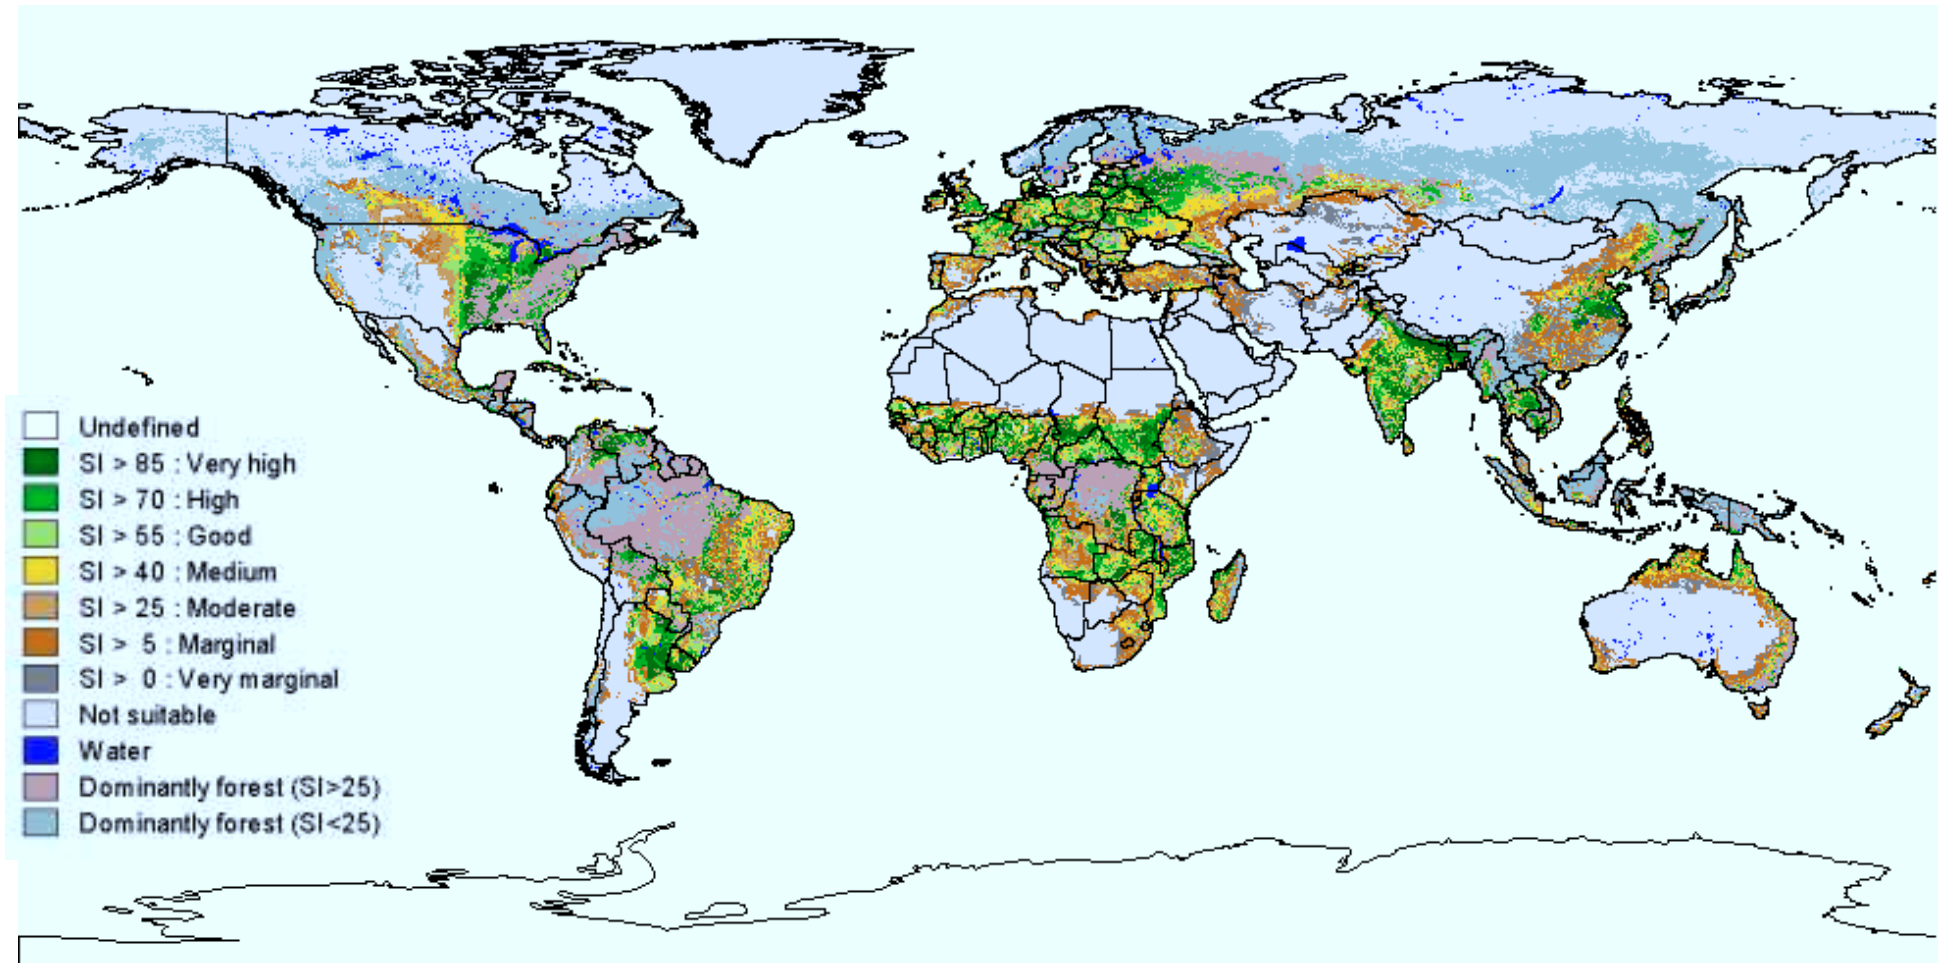 Undefined
SI > 85 : Very high
SI > 70 : High
SI > 55 : Good
SI > 40 : Medium
SI > 25 : Moderate
SI > 5 : Marginal
SI > 0 : Very marginal
Not suitable
Water
Dominantly forest (SI>25)
Dominantly forest (SI<25)